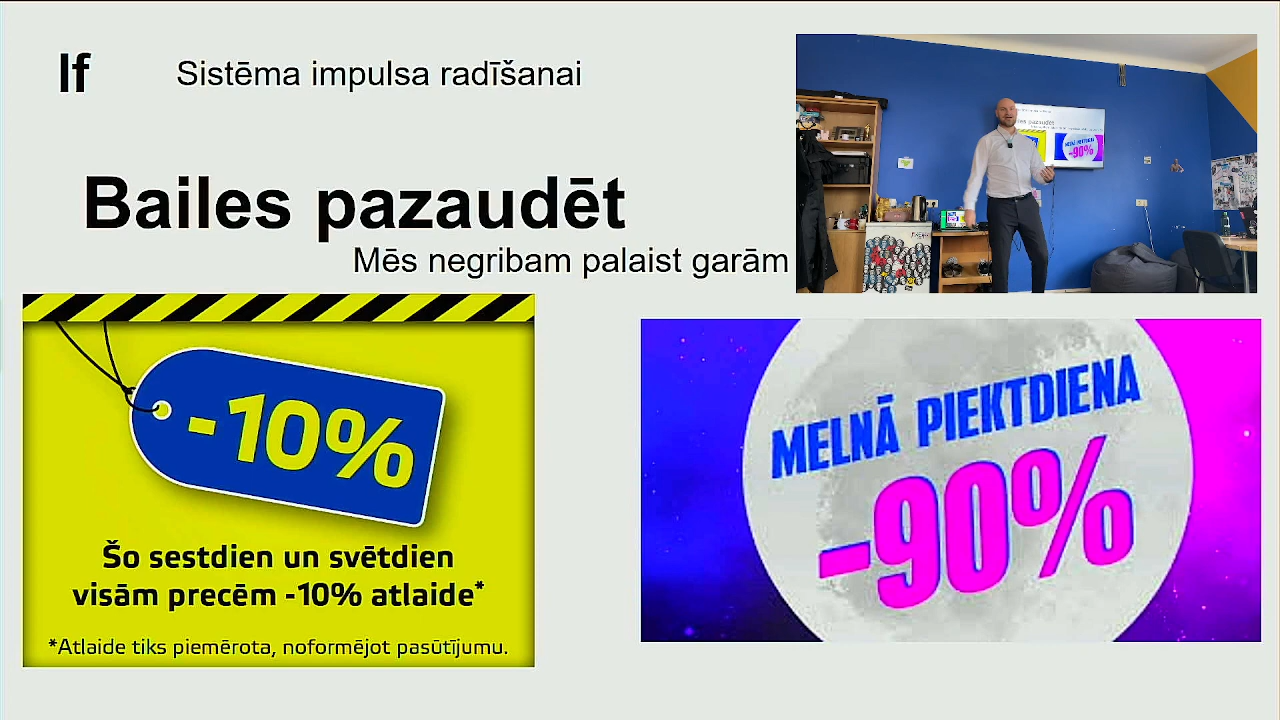 If
Sistēma impulsa radīšanai
Bailes pazaudēt
Mēs negribam palaist garām
-10%
Šo sestdien un svētdien
visām precēm -10% atlaide*
*Atlaide tiks piemērota, noformējot pasūtījumu.
MELNĀ PIEKTDIENA
-90%
-90%